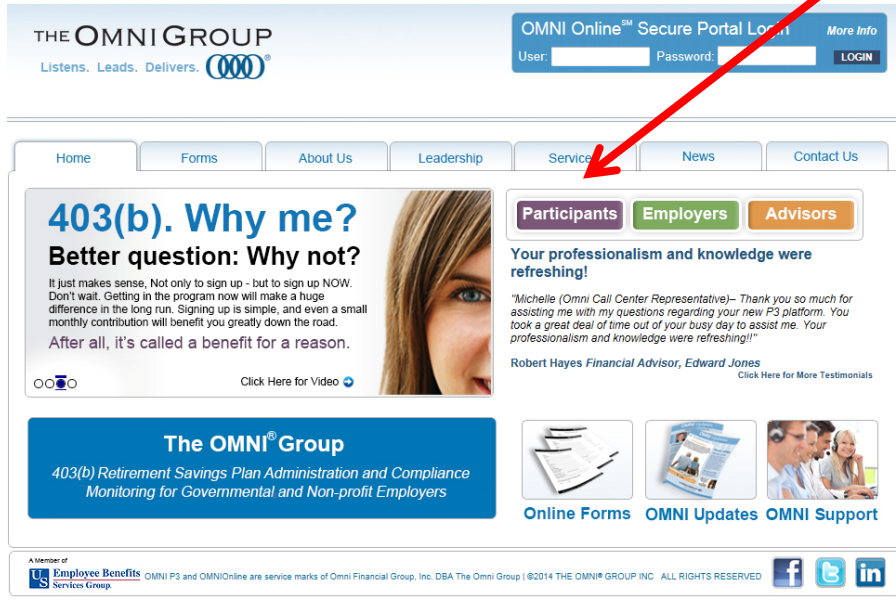 THE OMNI GROUP
Listens. Leads. Delivers. ®
OMNI Online℠ Secure Portal Login More Info
User: Password: LOGIN
Home Forms About Us Leadership Services News Contact Us
403(b). Why me?
Better question: Why not?
It just makes sense, Not only to sign up - but to sign up NOW.
Don't wait. Getting in the program now will make a huge
difference in the long run. Signing up is simple, and even a small
monthly contribution will benefit you greatly down the road.
After all, it's called a benefit for a reason.
Click Here for Video
Participants Employers Advisors
Your professionalism and knowledge were
refreshing!
"Michelle (Omni Call Center Representative)– Thank you so much for
assisting me with my questions regarding your new P3 platform. You
took a great deal of time out of your busy day to assist me. Your
professionalism and knowledge were refreshing!!"
Robert Hayes Financial Advisor, Edward Jones
Click Here for More Testimonials
The OMNI® Group
403(b) Retirement Savings Plan Administration and Compliance
Monitoring for Governmental and Non-profit Employers
Online Forms OMNI Updates OMNI Support
A Member of
US Employee Benefits
Services Group.
OMNI P3 and OMNIOnline are service marks of Omni Financial Group, Inc. DBA The Omni Group | ©2014 THE OMNI® GROUP INC ALL RIGHTS RESERVED
f t in